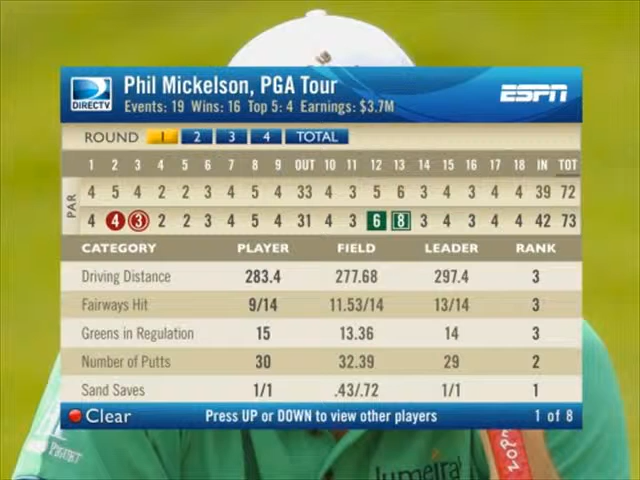 DIRECTV
Phil Mickelson, PGA Tour
Events: 19 Wins: 16 Top 5: 4 Earnings: $3.7M
ESPN
ROUND 1 2 3 4 TOTAL
1 2 3 4 5 6 7 8 9 OUT 10 11 12 13 14 15 16 17 18 IN TOT
PAR
4 5 4 2 2 3 4 5 4 33 4 3 5 6 3 4 3 4 4 39 72
4 4 3 2 2 3 4 5 4 31 4 3 6 8 3 4 3 4 4 42 73
CATEGORY PLAYER FIELD LEADER RANK
Driving Distance 283.4 277.68 297.4 3
Fairways Hit 9/14 11.53/14 13/14 3
Greens in Regulation 15 13.36 14 3
Number of Putts 30 32.39 29 2
Sand Saves 1/1 .43/.72 1/1 1
Clear Press UP or DOWN to view other players 1 of 8
PIGUET
Jumeirah